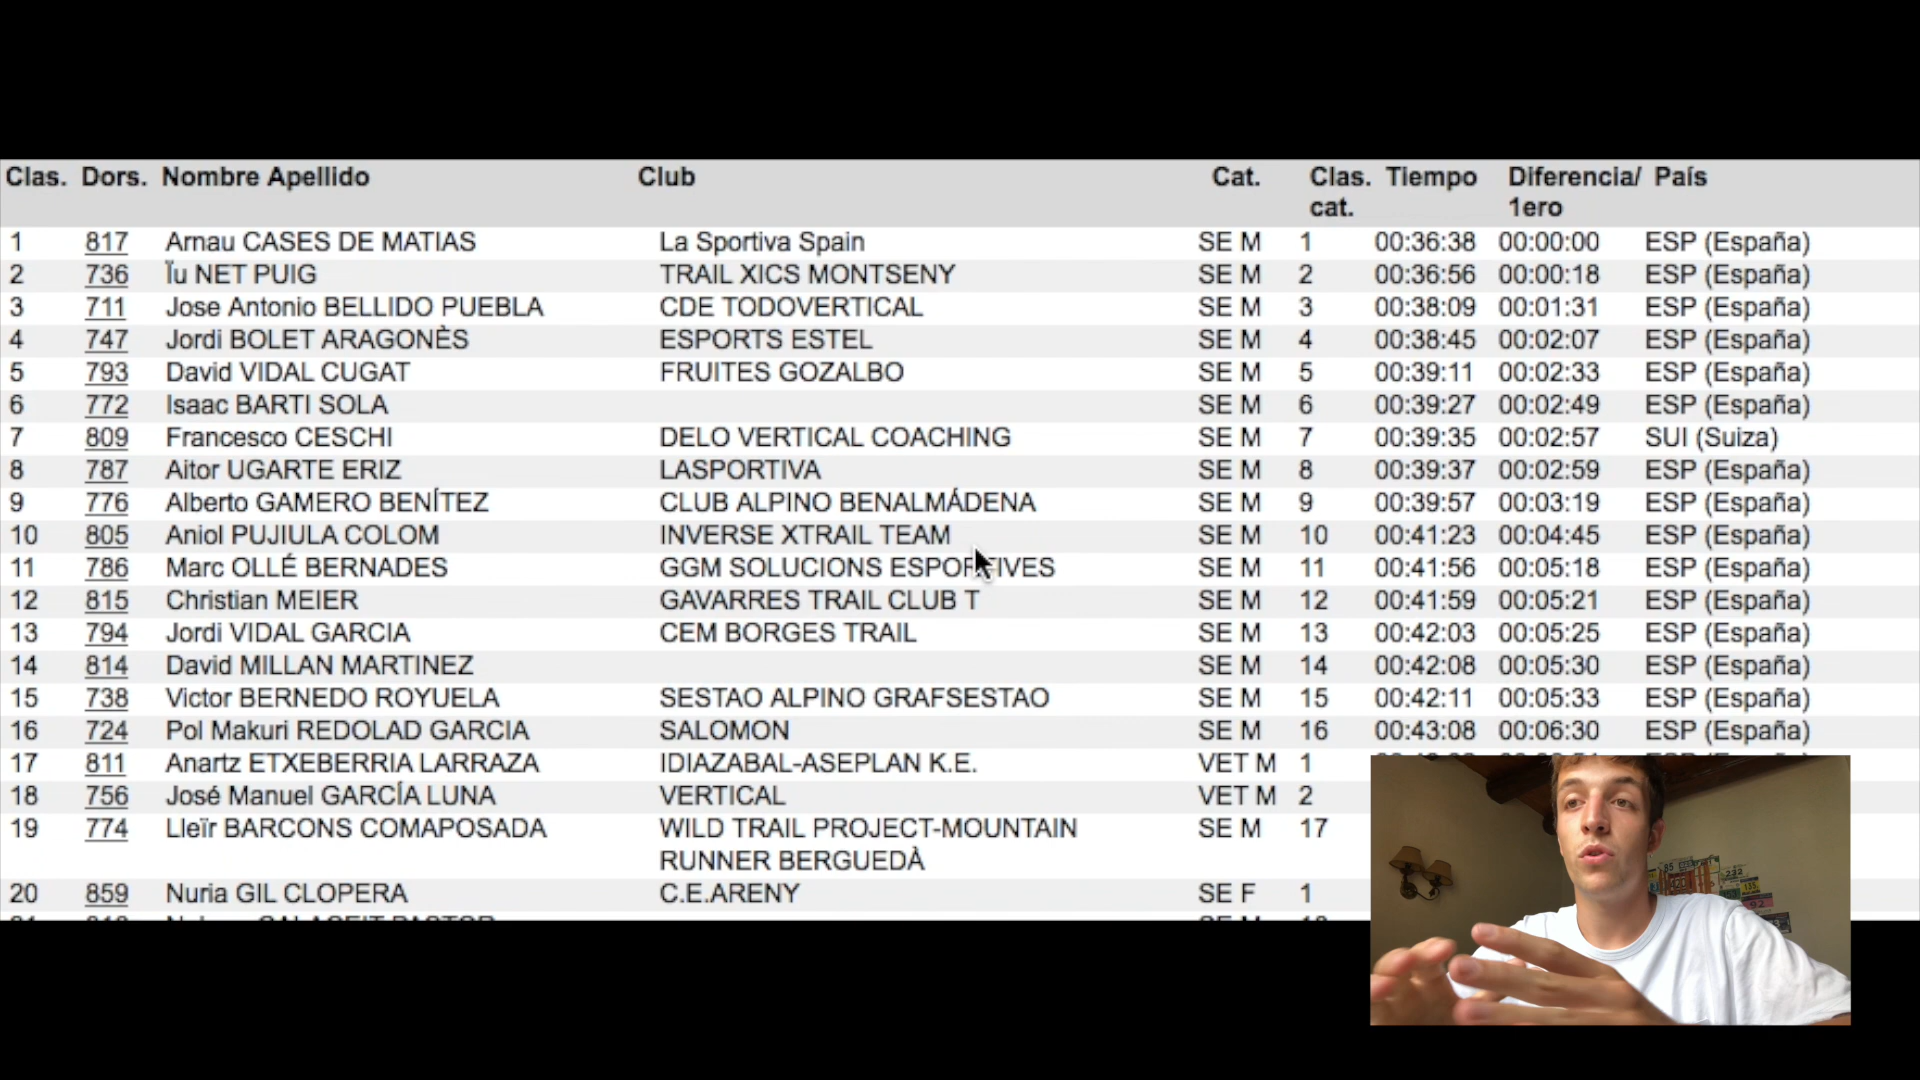 Clas. Dors. Nombre Apellido Club Cat. Clas. cat. Tiempo Diferencia/ 1ero País
1 817 Arnau CASES DE MATIAS La Sportiva Spain SE M 1 00:36:38 00:00:00 ESP (España)
2 736 Ïu NET PUIG TRAIL XICS MONTSENY SE M 2 00:36:56 00:00:18 ESP (España)
3 711 Jose Antonio BELLIDO PUEBLA CDE TODOVERTICAL SE M 3 00:38:09 00:01:31 ESP (España)
4 747 Jordi BOLET ARAGONÈS ESPORTS ESTEL SE M 4 00:38:45 00:02:07 ESP (España)
5 793 David VIDAL CUGAT FRUITES GOZALBO SE M 5 00:39:11 00:02:33 ESP (España)
6 772 Isaac BARTI SOLA SE M 6 00:39:27 00:02:49 ESP (España)
7 809 Francesco CESCHI DELO VERTICAL COACHING SE M 7 00:39:35 00:02:57 SUI (Suiza)
8 787 Aitor UGARTE ERIZ LASPORTIVA SE M 8 00:39:37 00:02:59 ESP (España)
9 776 Alberto GAMERO BENÍTEZ CLUB ALPINO BENALMÁDENA SE M 9 00:39:57 00:03:19 ESP (España)
10 805 Aniol PUJIULA COLOM INVERSE XTRAIL TEAM SE M 10 00:41:23 00:04:45 ESP (España)
11 786 Marc OLLÉ BERNADES GGM SOLUCIONS ESPORTIVES SE M 11 00:41:56 00:05:18 ESP (España)
12 815 Christian MEIER GAVARRES TRAIL CLUB T SE M 12 00:41:59 00:05:21 ESP (España)
13 794 Jordi VIDAL GARCIA CEM BORGES TRAIL SE M 13 00:42:03 00:05:25 ESP (España)
14 814 David MILLAN MARTINEZ SE M 14 00:42:08 00:05:30 ESP (España)
15 738 Victor BERNEDO ROYUELA SESTAO ALPINO GRAFSESTAO SE M 15 00:42:11 00:05:33 ESP (España)
16 724 Pol Makuri REDOLAD GARCIA SALOMON SE M 16 00:43:08 00:06:30 ESP (España)
17 811 Anartz ETXEBERRIA LARRAZA IDIAZABAL-ASEPLAN K.E. VET M 1
18 756 José Manuel GARCÍA LUNA VERTICAL VET M 2
19 774 Lleïr BARCONS COMAPOSADA WILD TRAIL PROJECT-MOUNTAIN SE M 17
RUNNER BERGUEDÀ
20 859 Nuria GIL CLOPERA C.E.ARENY SE F 1